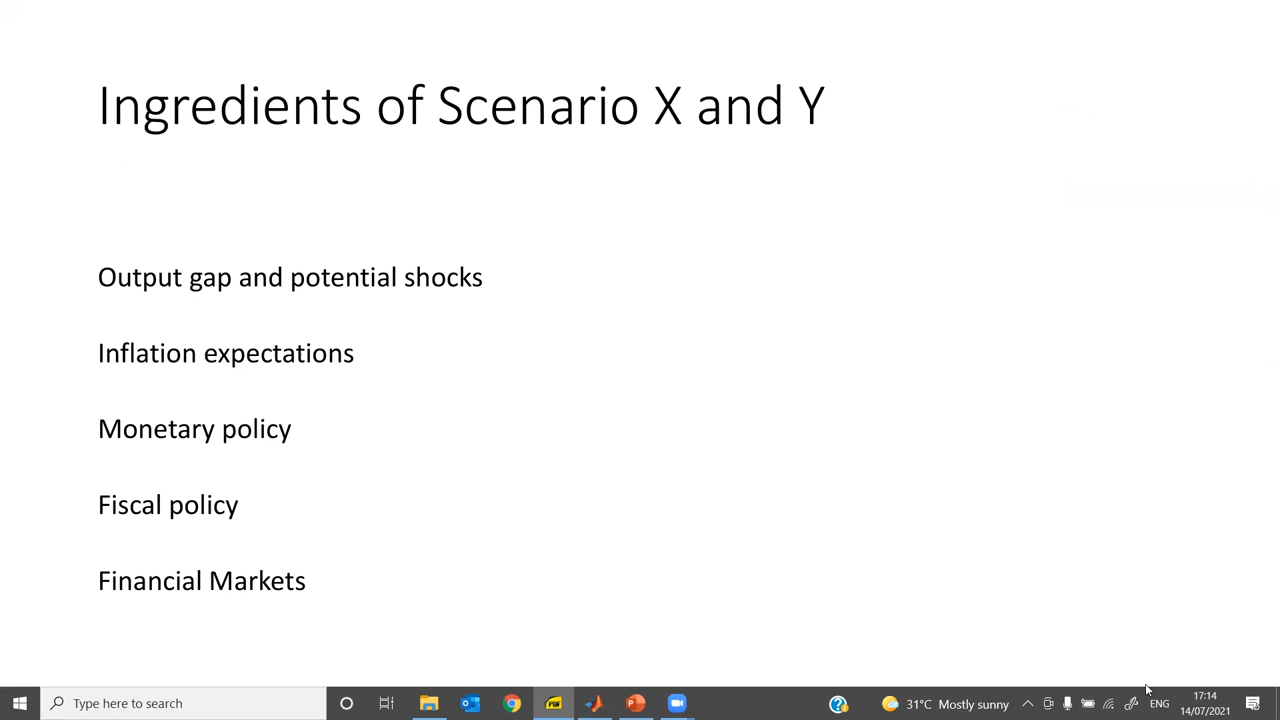 Ingredients of Scenario X and Y
Output gap and potential shocks
Inflation expectations
Monetary policy
Fiscal policy
Financial Markets
Type here to search
31°C Mostly sunny
ENG
17:14
14/07/2021